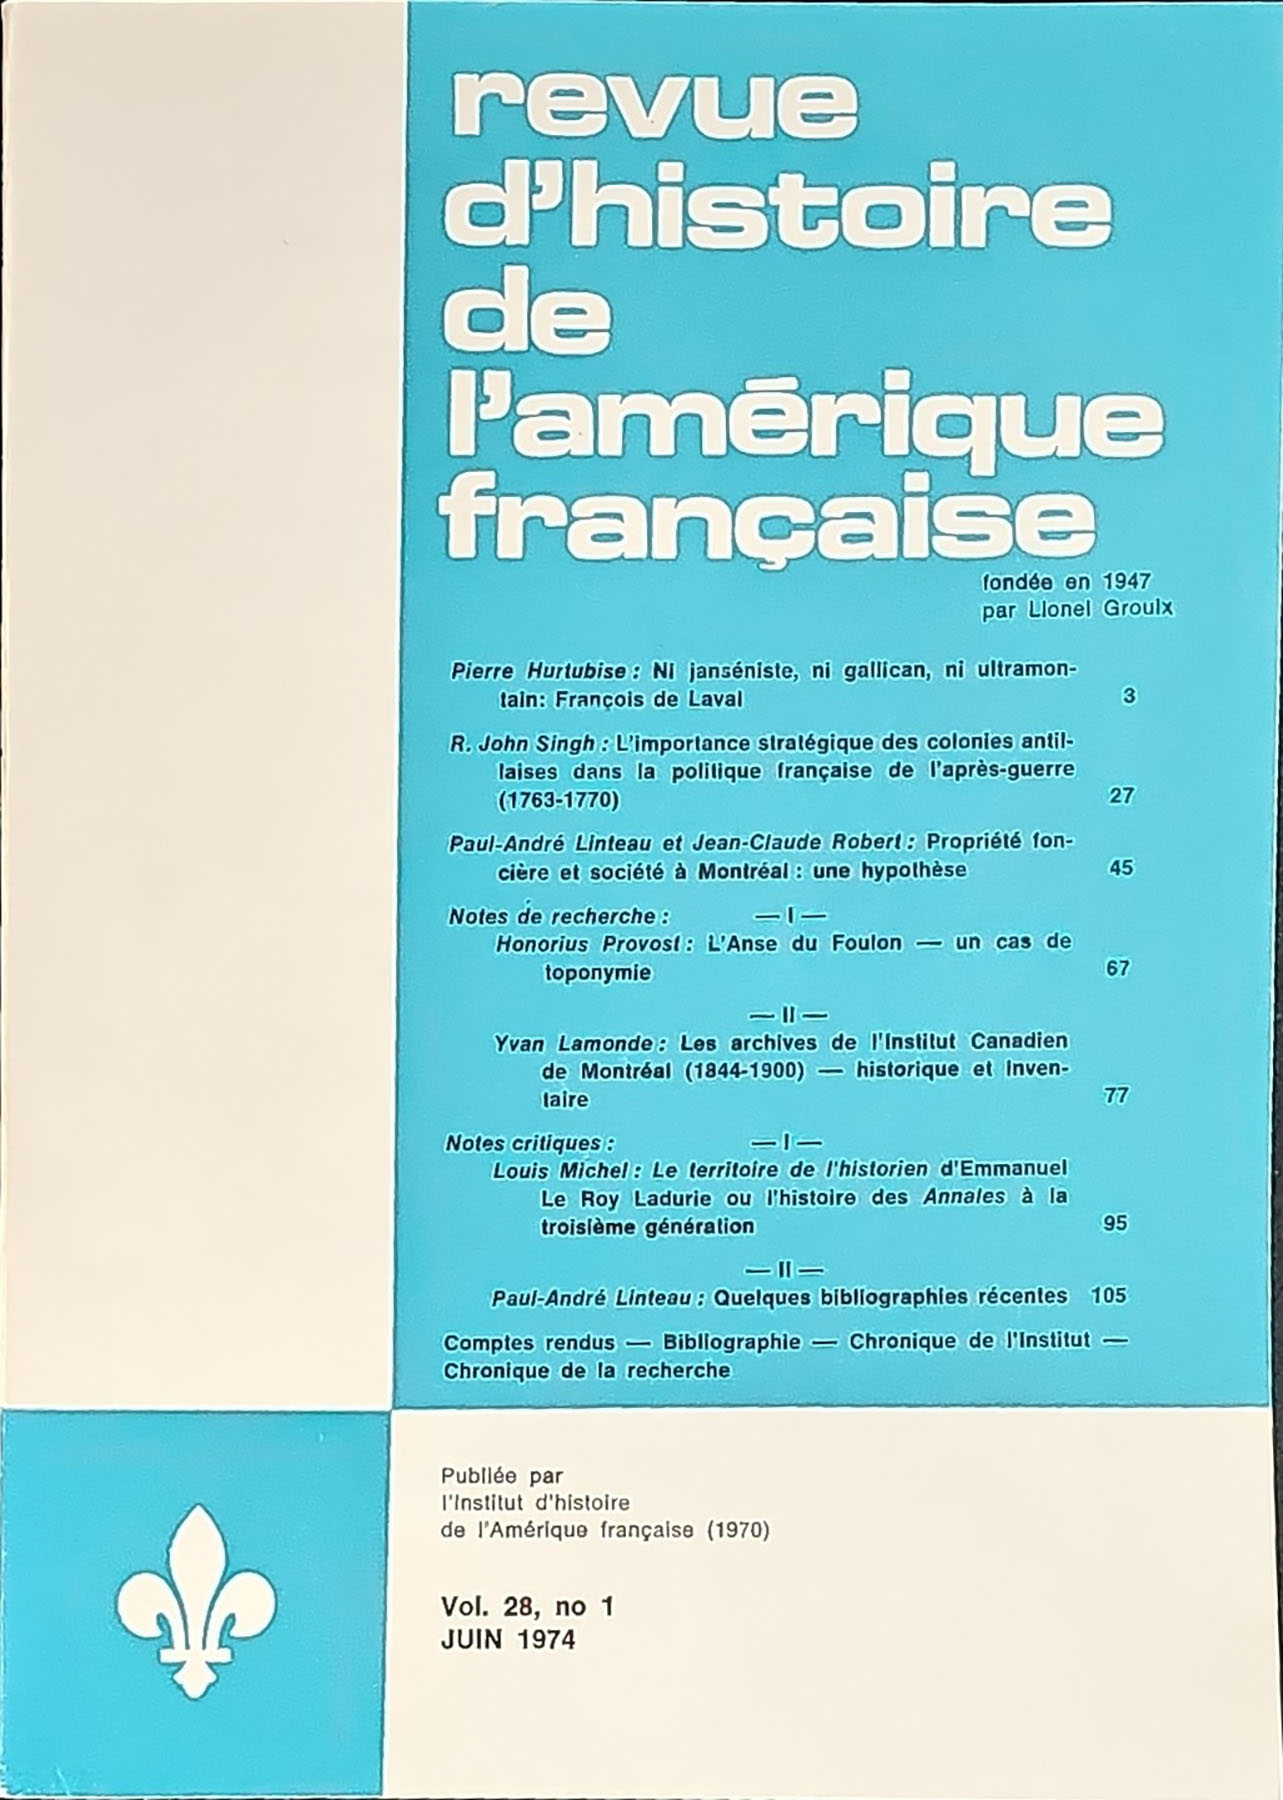 revue
d'histoire
de
l'amérique
française
fondée en 1947
par Lionel Groulx
Pierre Hurtubise : Ni janséniste, ni gallican, ni ultramon-
tain: François de Laval 3
R. John Singh : L'importance stratégique des colonies antil-
laises dans la politique française de l'après-guerre
(1763-1770) 27
Paul-André Linteau et Jean-Claude Robert : Propriété fon-
cière et société à Montréal : une hypothèse 45
Notes de recherche : — I —
Honorius Provost : L'Anse du Foulon — un cas de
toponymie 67
— II —
Yvan Lamonde : Les archives de l'Institut Canadien
de Montréal (1844-1900) — historique et inven-
taire 77
Notes critiques : — I —
Louis Michel : Le territoire de l'historien d'Emmanuel
Le Roy Ladurie ou l'histoire des Annales à la
troisième génération 95
— II —
Paul-André Linteau : Quelques bibliographies récentes 105
Comptes rendus — Bibliographie — Chronique de l'Institut —
Chronique de la recherche
Publiée par
l'Institut d'histoire
de l'Amérique française (1970)
Vol. 28, no 1
JUIN 1974